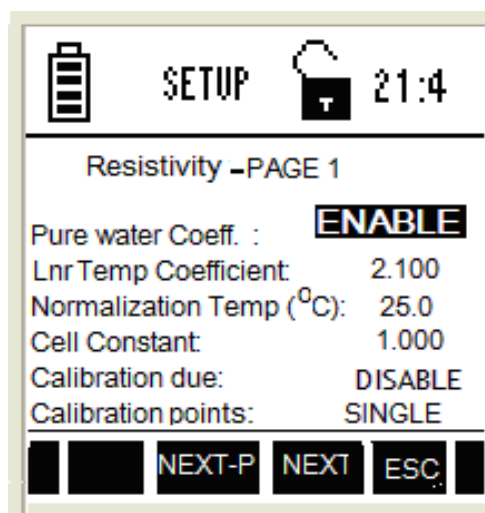 SETUP 21:4
Resistivity –PAGE 1
Pure water Coeff. : ENABLE
Lnr Temp Coefficient: 2.100
Normalization Temp (⁰C): 25.0
Cell Constant: 1.000
Calibration due: DISABLE
Calibration points: SINGLE
NEXT-P NEXT ESC